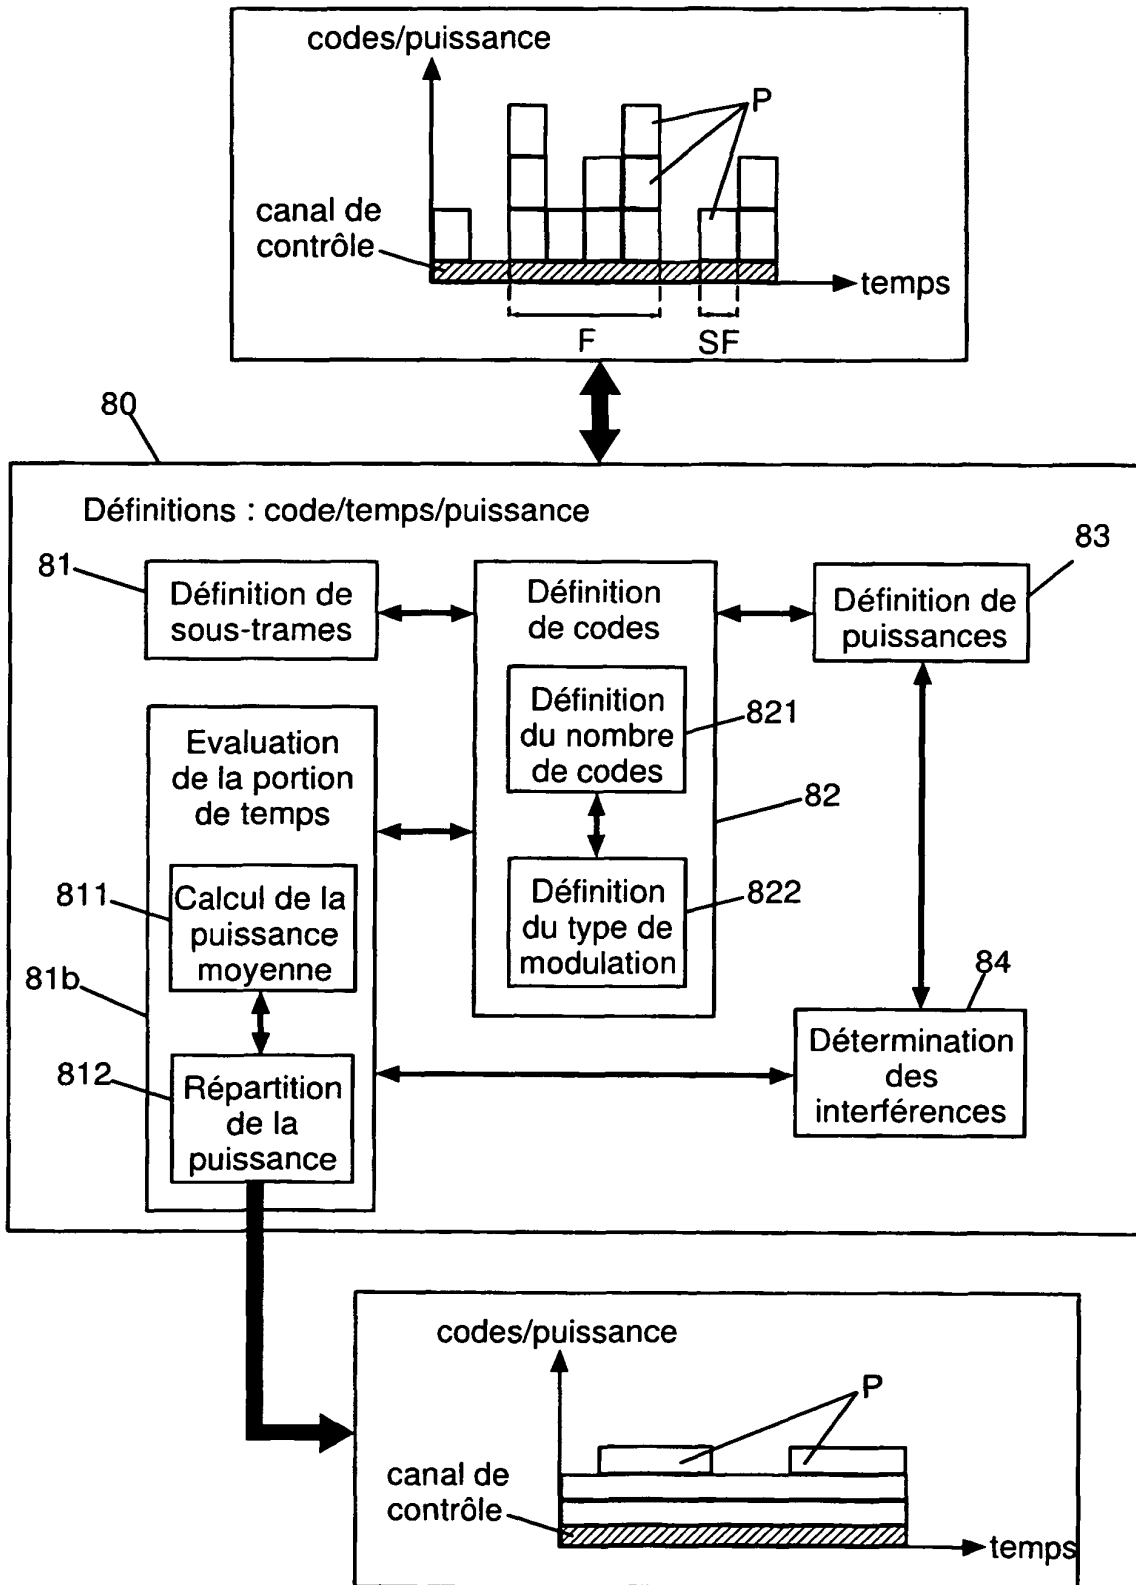 codes/puissance
P
canal de
contrôle
temps
F
SF
80
Définitions : code/temps/puissance
81
Définition de
sous-trames
Définition
de codes
83
Définition de
puissances
Définition
du nombre
de codes
821
82
Evaluation
de la portion
de temps
811
Calcul de la
puissance
moyenne
Définition
du type de
modulation
822
81b
84
812
Répartition
de la
puissance
Détermination
des
interférences
codes/puissance
P
canal de
contrôle
temps